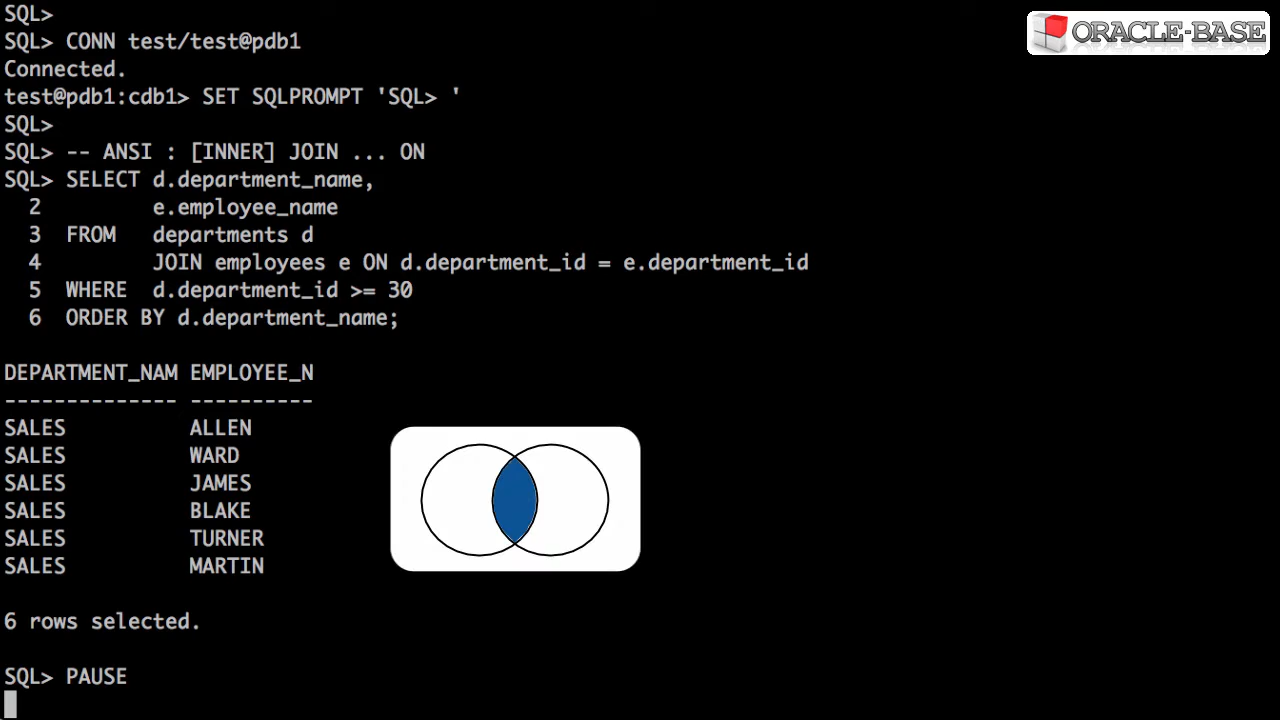 SQL>
SQL> CONN test/test@pdb1
Connected.
test@pdb1:cdb1> SET SQLPROMPT 'SQL> '
SQL>
SQL> -- ANSI : [INNER] JOIN ... ON
SQL> SELECT d.department_name,
  2         e.employee_name
  3  FROM   departments d
  4         JOIN employees e ON d.department_id = e.department_id
  5  WHERE  d.department_id >= 30
  6  ORDER BY d.department_name;
DEPARTMENT_NAM EMPLOYEE_N
-------------- ----------
SALES          ALLEN
SALES          WARD
SALES          JAMES
SALES          BLAKE
SALES          TURNER
SALES          MARTIN
6 rows selected.
SQL> PAUSE
ORACLE-BASE